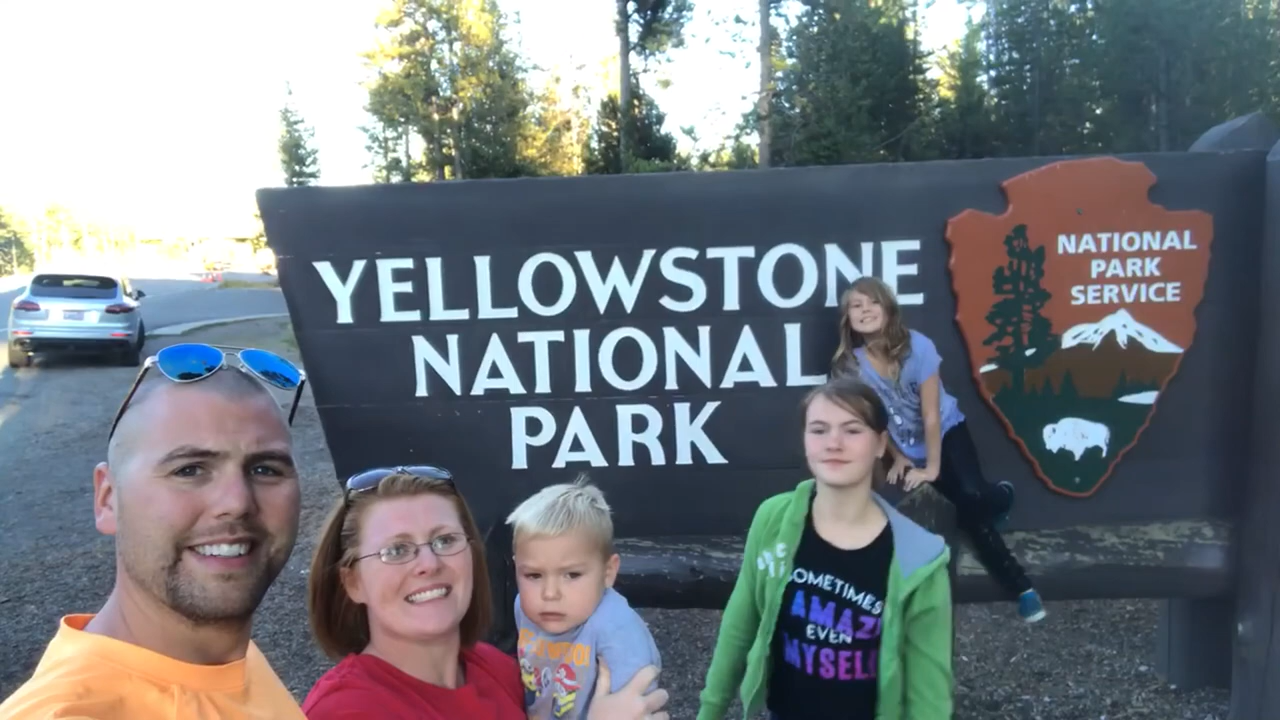 YELLOWSTONE
NATIONAL
PARK
NATIONAL
PARK
SERVICE
SOMETIMES
EVEN